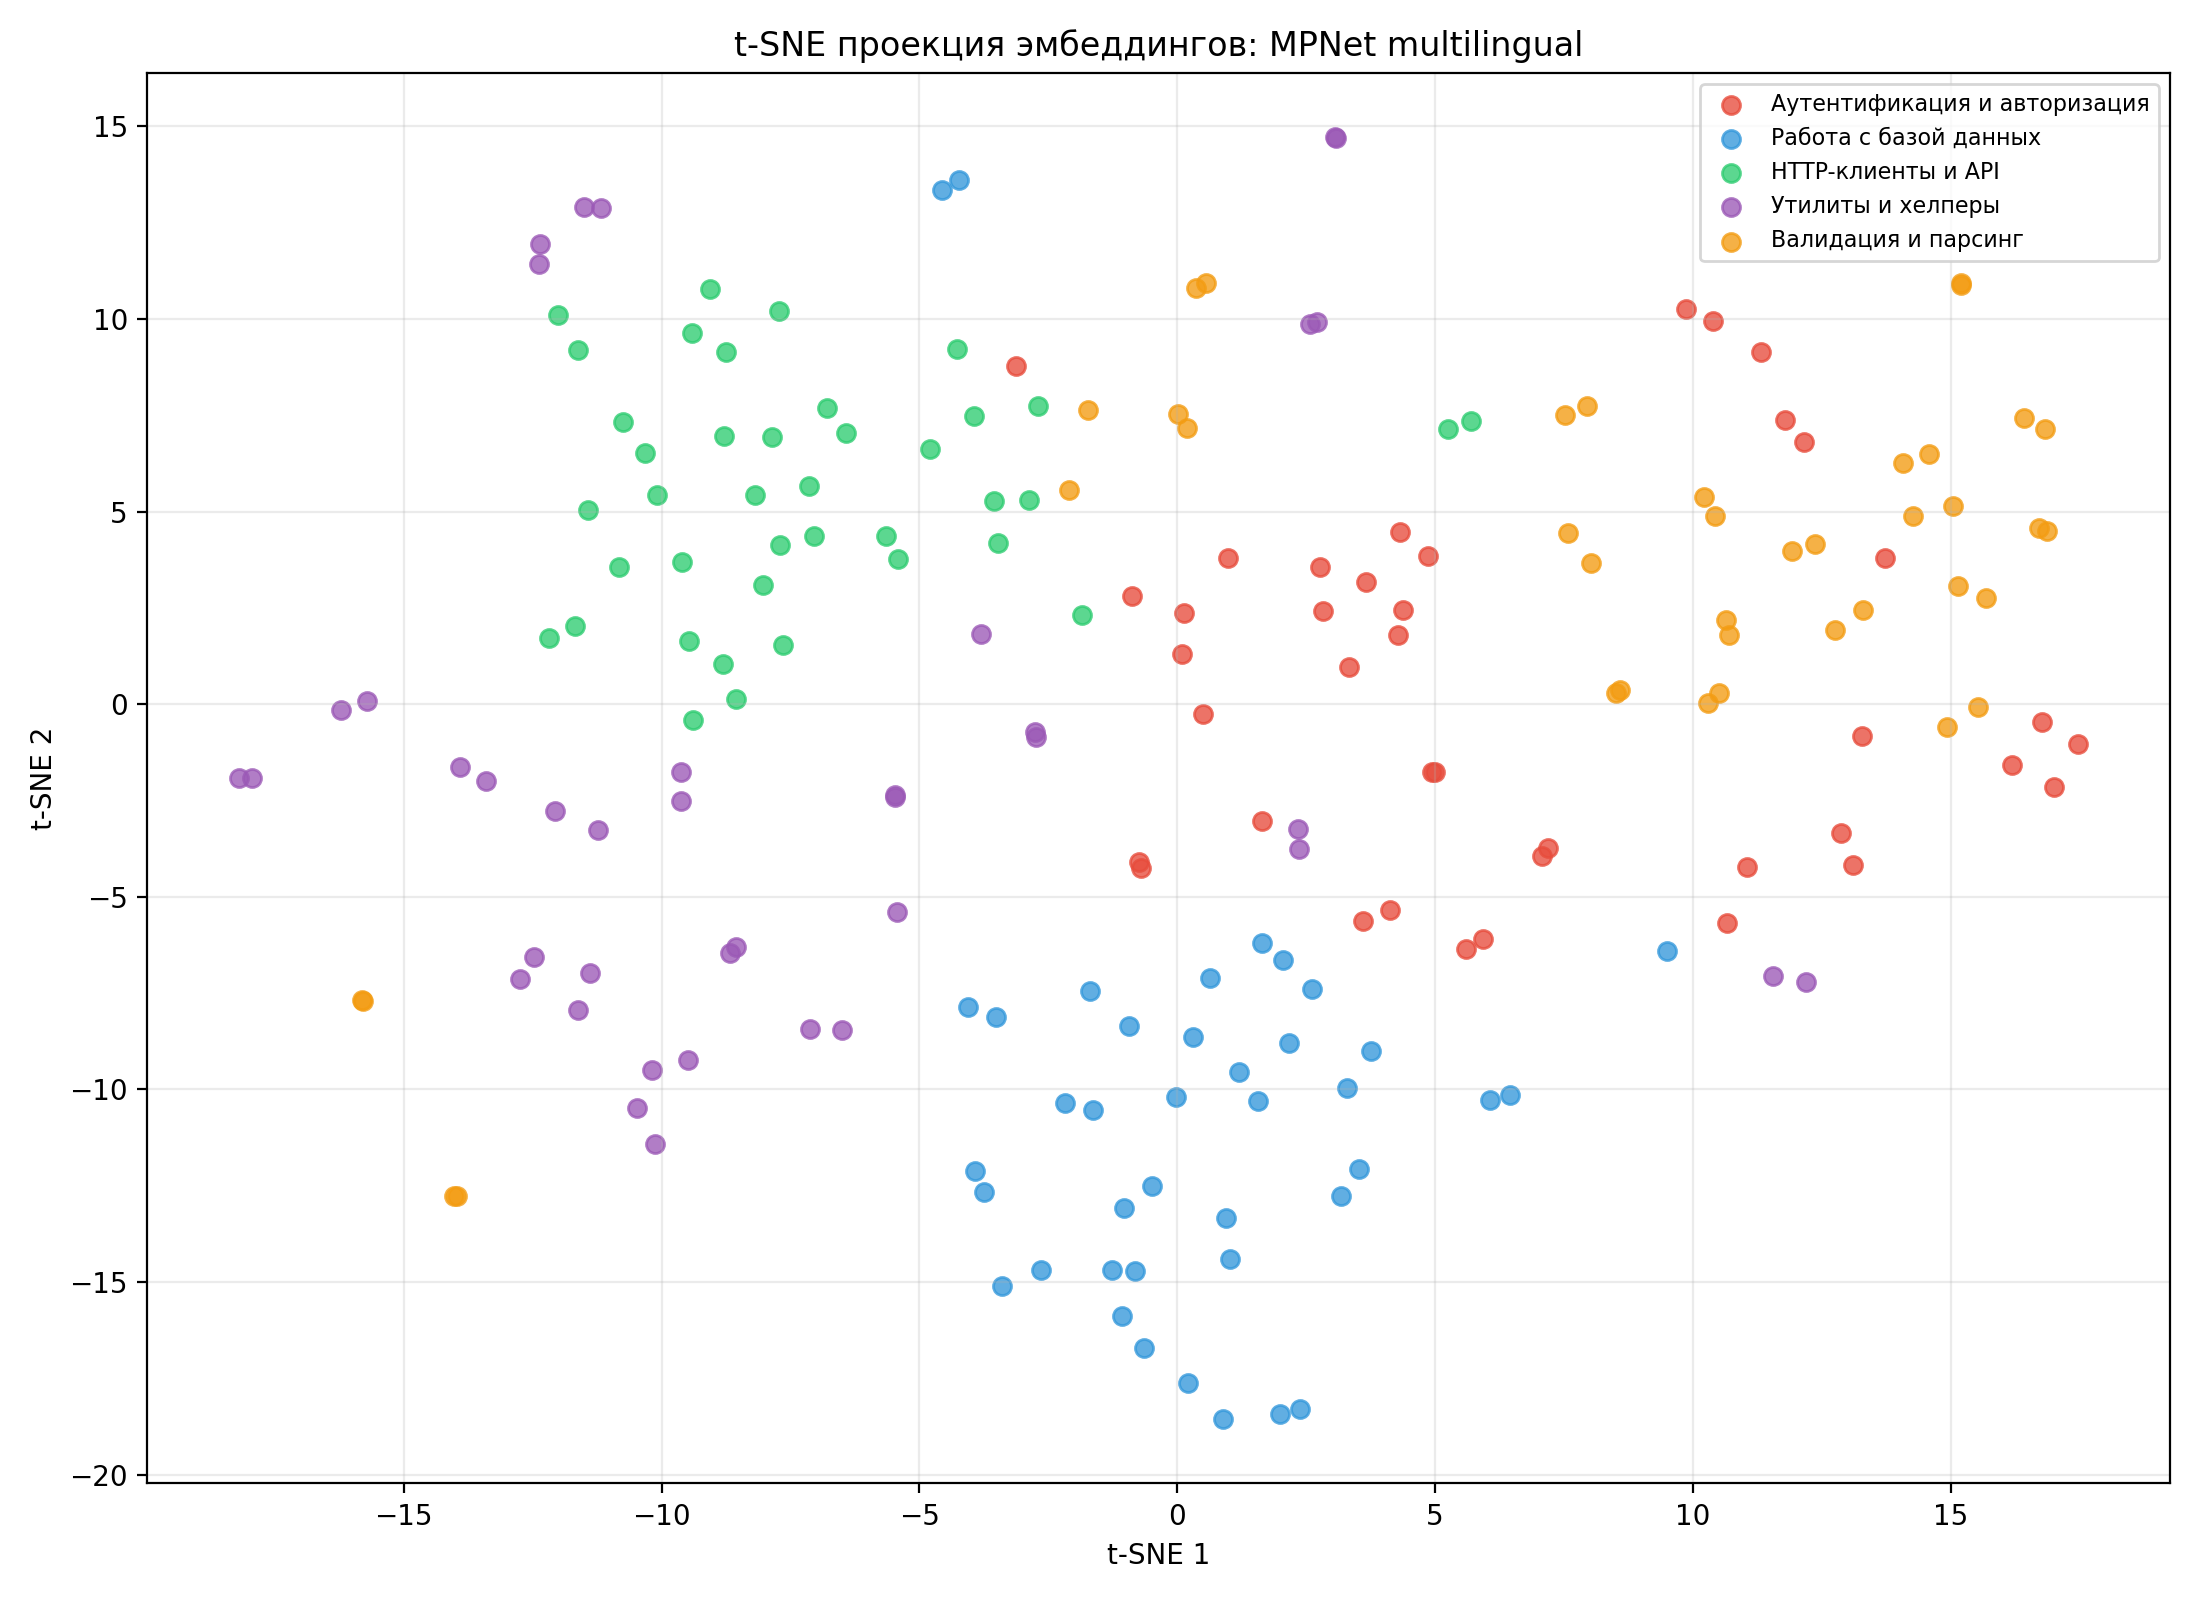 t-SNE проекция эмбеддингов: MPNet multilingual
Аутентификация и авторизация
Работа с базой данных
HTTP-клиенты и API
Утилиты и хелперы
Валидация и парсинг
15
10
5
0
−5
−10
−15
−20
t-SNE 2
−15
−10
−5
0
5
10
15
t-SNE 1